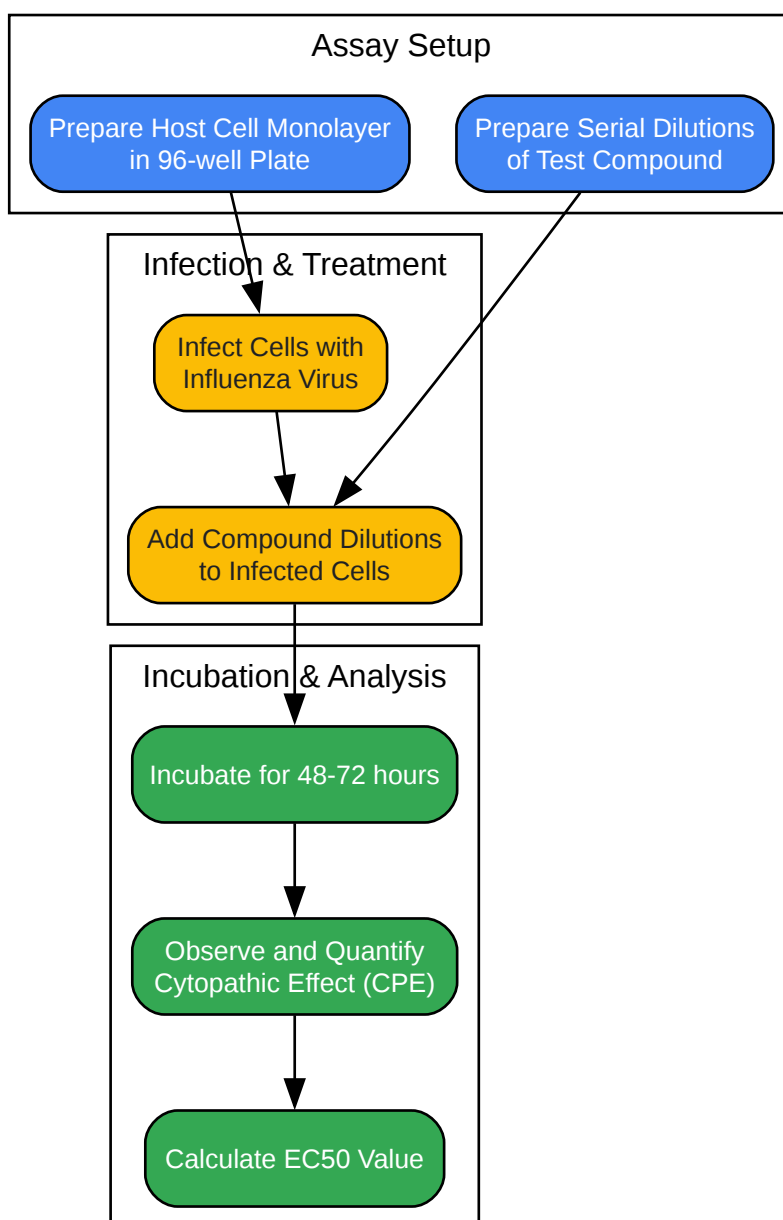 Assay Setup
Prepare Host Cell Monolayer
in 96-well Plate
Prepare Serial Dilutions
of Test Compound
Infection & Treatment
Infect Cells with
Influenza Virus
Add Compound Dilutions
to Infected Cells
Incubation & Analysis
Incubate for 48-72 hours
Observe and Quantify
Cytopathic Effect (CPE)
Calculate EC50 Value